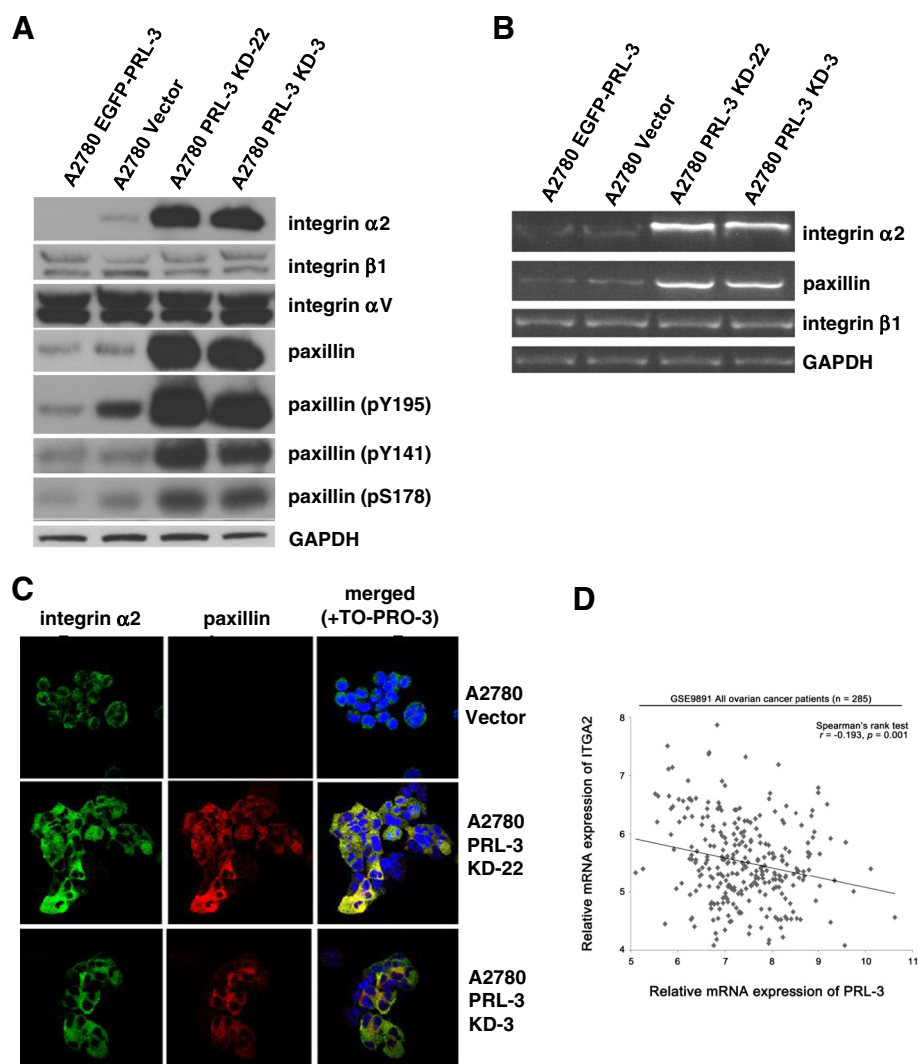 A
A2780 EGFP-PRL-3
A2780 Vector
A2780 PRL-3 KD-22
A2780 PRL-3 KD-3
integrin α2
integrin β1
integrin αV
paxillin
paxillin (pY195)
paxillin (pY141)
paxillin (pS178)
GAPDH
B
A2780 EGFP-PRL-3
A2780 Vector
A2780 PRL-3 KD-22
A2780 PRL-3 KD-3
integrin α2
paxillin
integrin β1
GAPDH
C
integrin α2
paxillin
merged
(+TO-PRO-3)
A2780
Vector
A2780
PRL-3
KD-22
A2780
PRL-3
KD-3
D
GSE9891 All ovarian cancer patients (n = 285)
Spearman's rank test
r = -0.193, p = 0.001
Relative mRNA expression of ITGA2
8
7
6
5
4
5
6
7
8
9
10
11
Relative mRNA expression of PRL-3